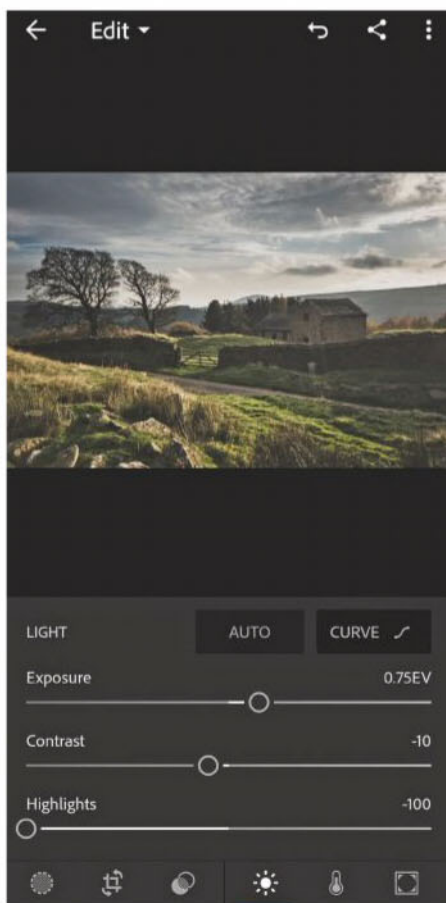 Edit
LIGHT AUTO CURVE
Exposure 0.75EV
Contrast -10
Highlights -100